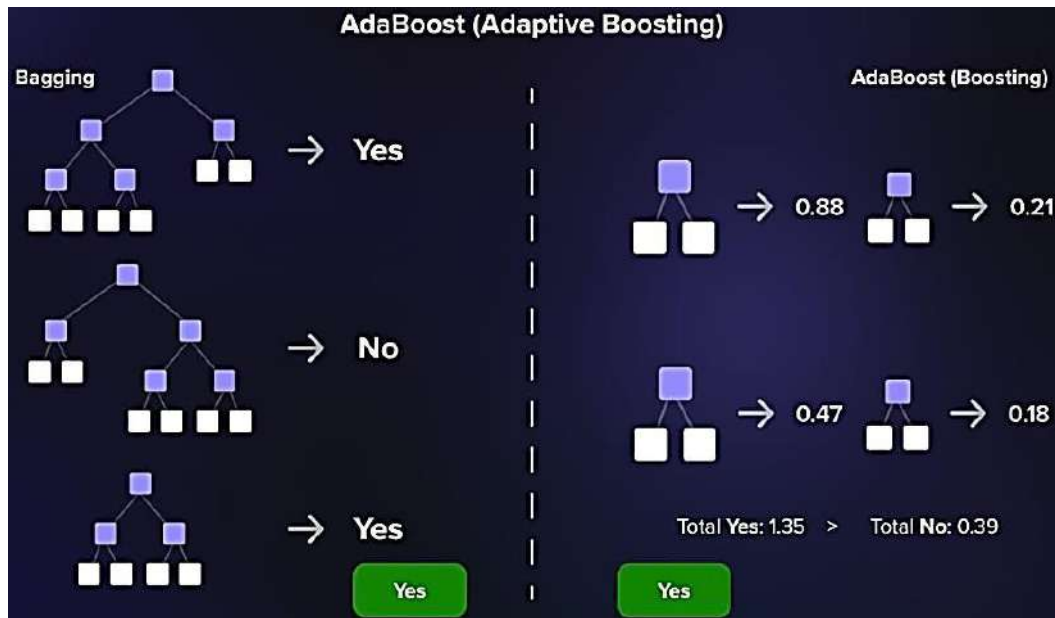 AdaBoost (Adaptive Boosting)
Bagging
Yes
No
Yes
Yes
AdaBoost (Boosting)
0.88
0.21
0.47
0.18
Total Yes: 1.35 > Total No: 0.39
Yes